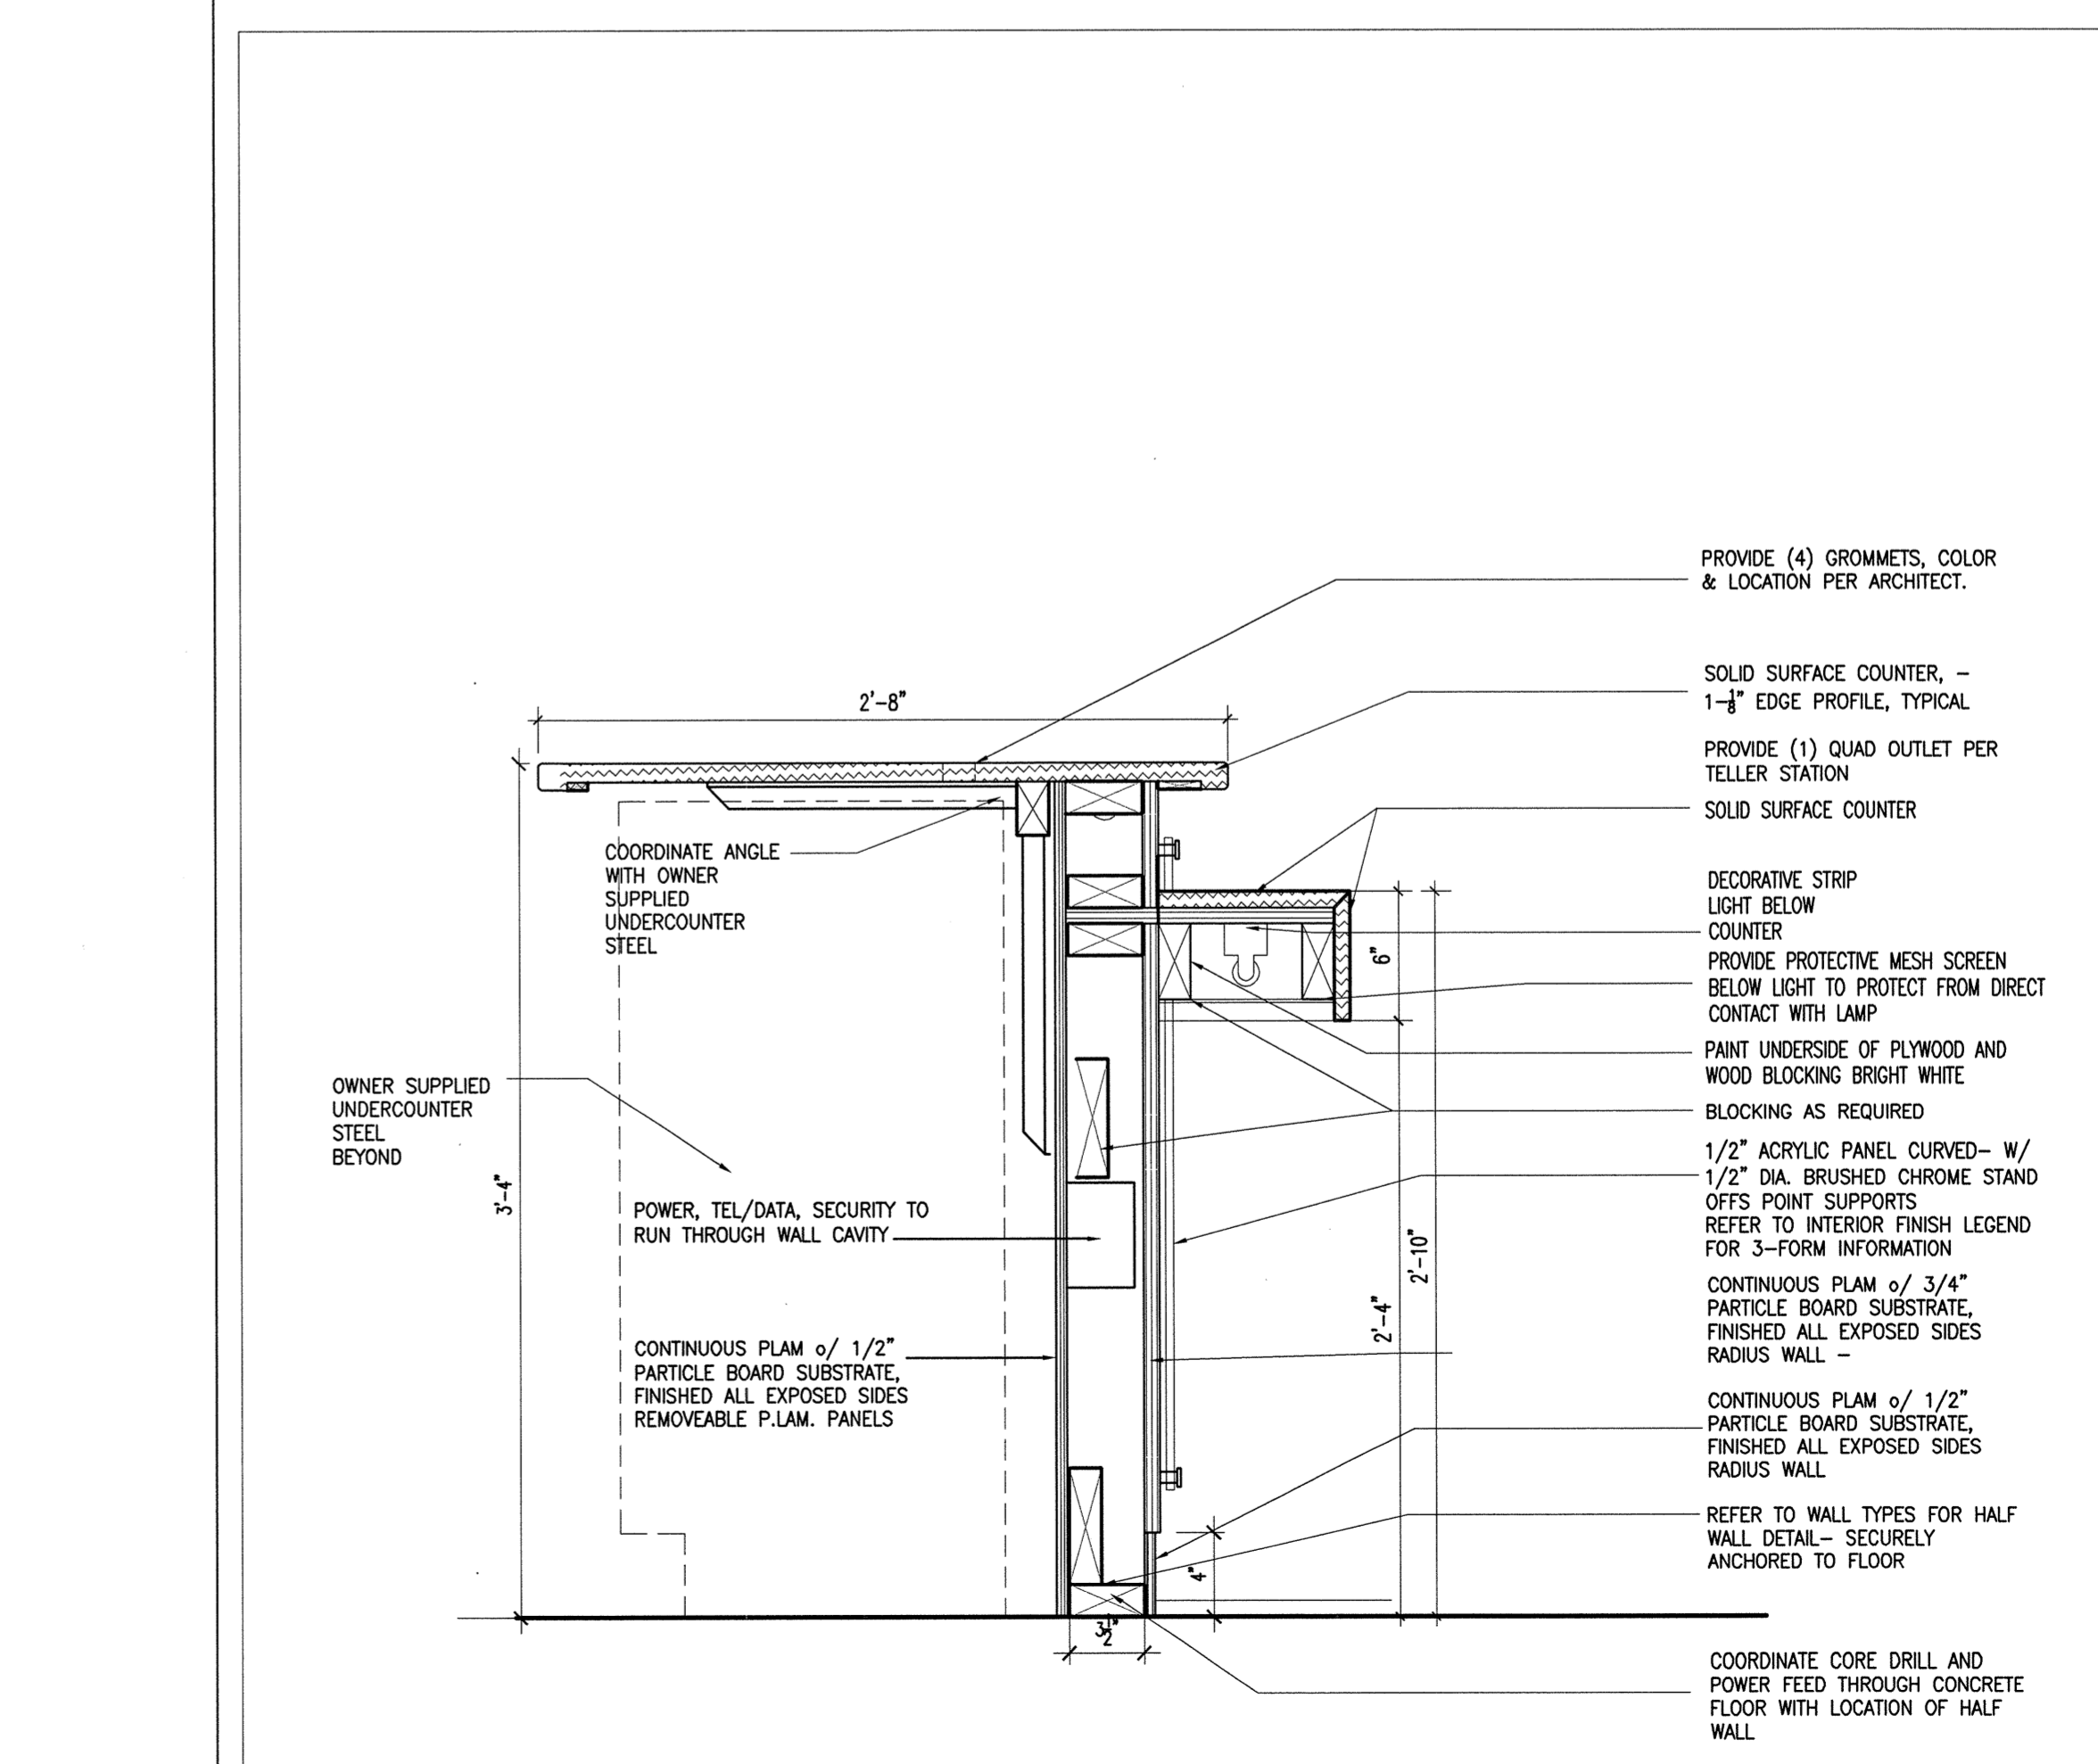 PROVIDE (4) GROMMETS, COLOR
& LOCATION PER ARCHITECT.
SOLID SURFACE COUNTER, –
1–1/8" EDGE PROFILE, TYPICAL
PROVIDE (1) QUAD OUTLET PER
TELLER STATION
SOLID SURFACE COUNTER
DECORATIVE STRIP
LIGHT BELOW
COUNTER
PROVIDE PROTECTIVE MESH SCREEN
BELOW LIGHT TO PROTECT FROM DIRECT
CONTACT WITH LAMP
PAINT UNDERSIDE OF PLYWOOD AND
WOOD BLOCKING BRIGHT WHITE
BLOCKING AS REQUIRED
1/2" ACRYLIC PANEL CURVED– W/
1/2" DIA. BRUSHED CHROME STAND
OFFS POINT SUPPORTS
REFER TO INTERIOR FINISH LEGEND
FOR 3–FORM INFORMATION
CONTINUOUS PLAM o/ 3/4"
PARTICLE BOARD SUBSTRATE,
FINISHED ALL EXPOSED SIDES
RADIUS WALL –
CONTINUOUS PLAM o/ 1/2"
PARTICLE BOARD SUBSTRATE,
FINISHED ALL EXPOSED SIDES
RADIUS WALL
REFER TO WALL TYPES FOR HALF
WALL DETAIL– SECURELY
ANCHORED TO FLOOR
COORDINATE CORE DRILL AND
POWER FEED THROUGH CONCRETE
FLOOR WITH LOCATION OF HALF
WALL
2'–8"
COORDINATE ANGLE
WITH OWNER
SUPPLIED
UNDERCOUNTER
STEEL
OWNER SUPPLIED
UNDERCOUNTER
STEEL
BEYOND
3'–4"
POWER, TEL/DATA, SECURITY TO
RUN THROUGH WALL CAVITY
CONTINUOUS PLAM o/ 1/2"
PARTICLE BOARD SUBSTRATE,
FINISHED ALL EXPOSED SIDES
REMOVEABLE P.LAM. PANELS
6"
2'–10"
2'–4"
4"
3 1/2"